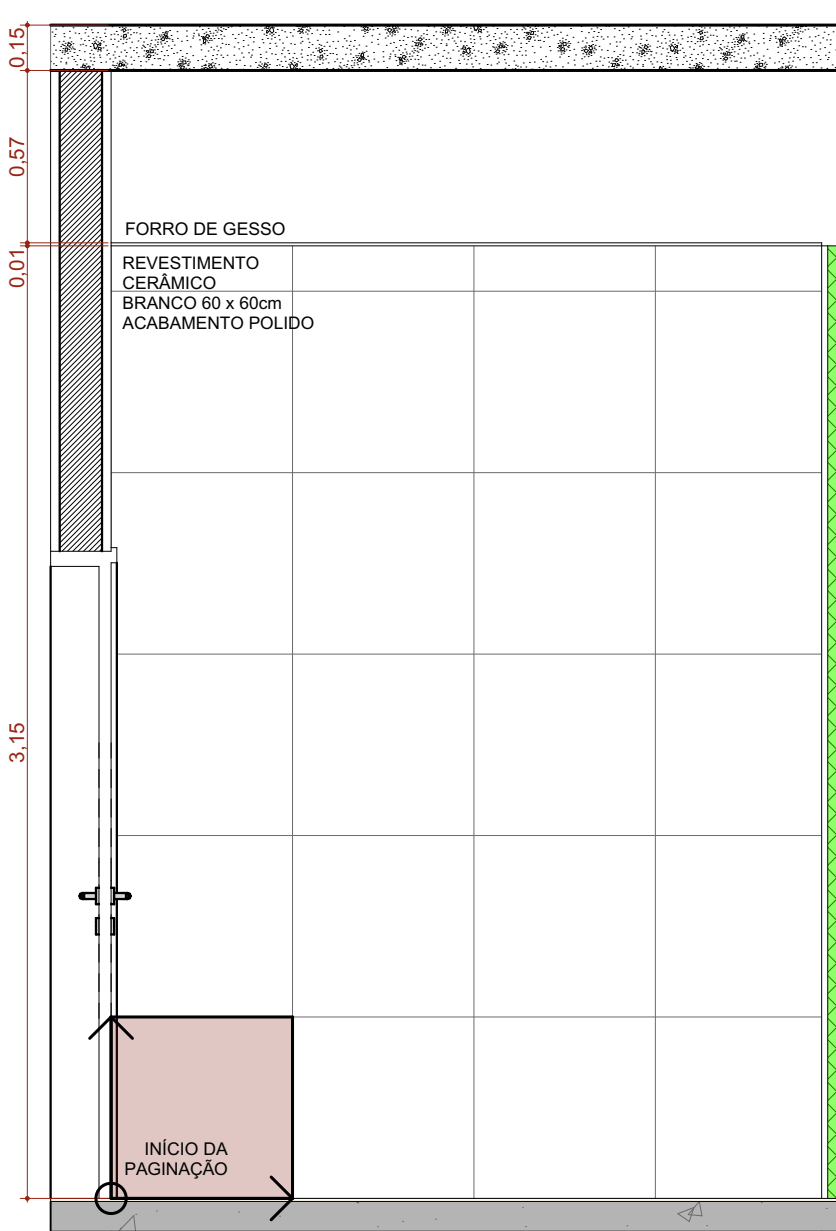 0,15
0,57
FORRO DE GESSO
0,01
REVESTIMENTO
CERÂMICO
BRANCO 60 x 60cm
ACABAMENTO POLIDO
3,15
INÍCIO DA
PAGINAÇÃO